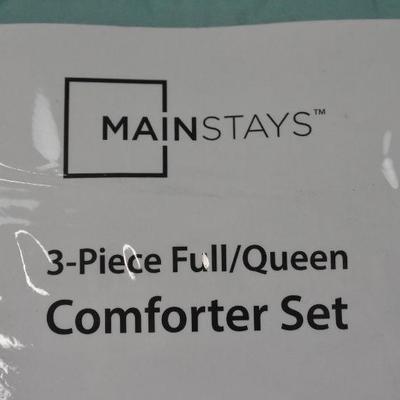 MAINSTAYS™
3-Piece Full/Queen
Comforter Set